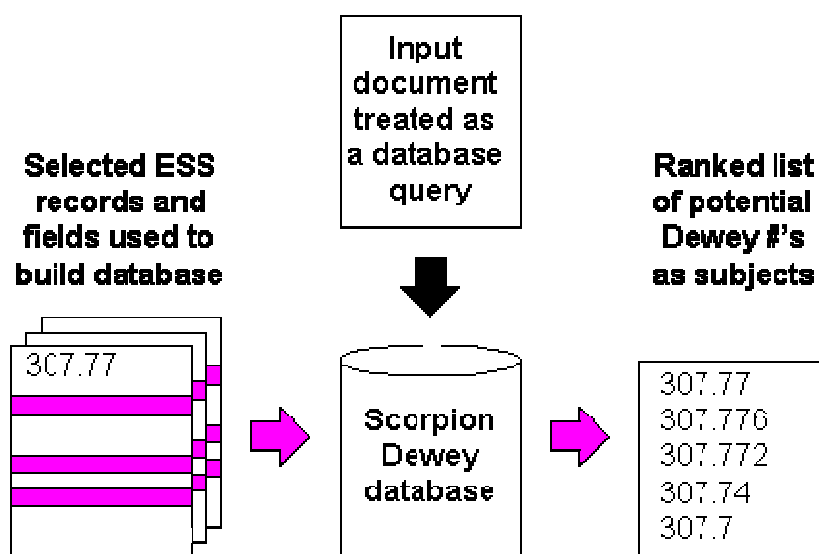 Input
document
treated as
a database
query
Selected ESS
records and
fields used to
build database
Ranked list
of potential
Dewey #'s
as subjects
307.77
Scorpion
Dewey
database
307.77
307.776
307.772
307.74
307.7